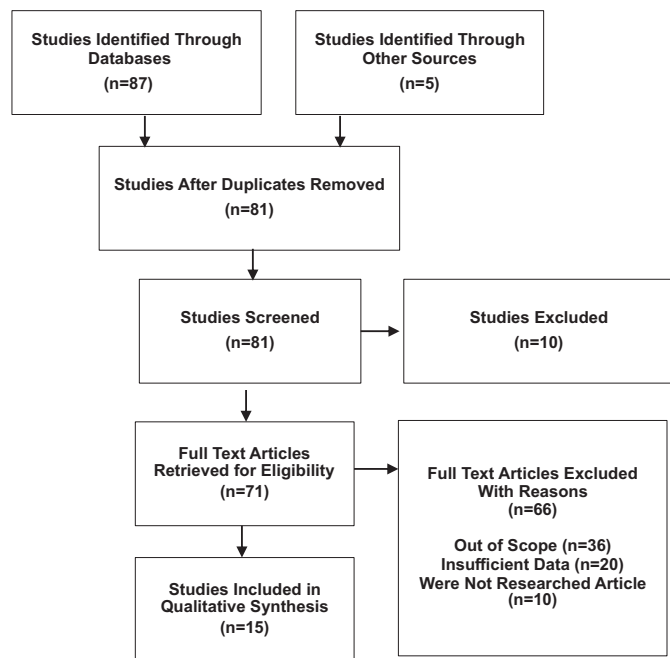 Studies Identified Through
Databases
(n=87)
Studies Identified Through
Other Sources
(n=5)
Studies After Duplicates Removed
(n=81)
Studies Screened
(n=81)
Studies Excluded
(n=10)
Full Text Articles
Retrieved for Eligibility
(n=71)
Full Text Articles Excluded
With Reasons
(n=66)
Out of Scope (n=36)
Insufficient Data (n=20)
Were Not Researched Article
(n=10)
Studies Included in
Qualitative Synthesis
(n=15)